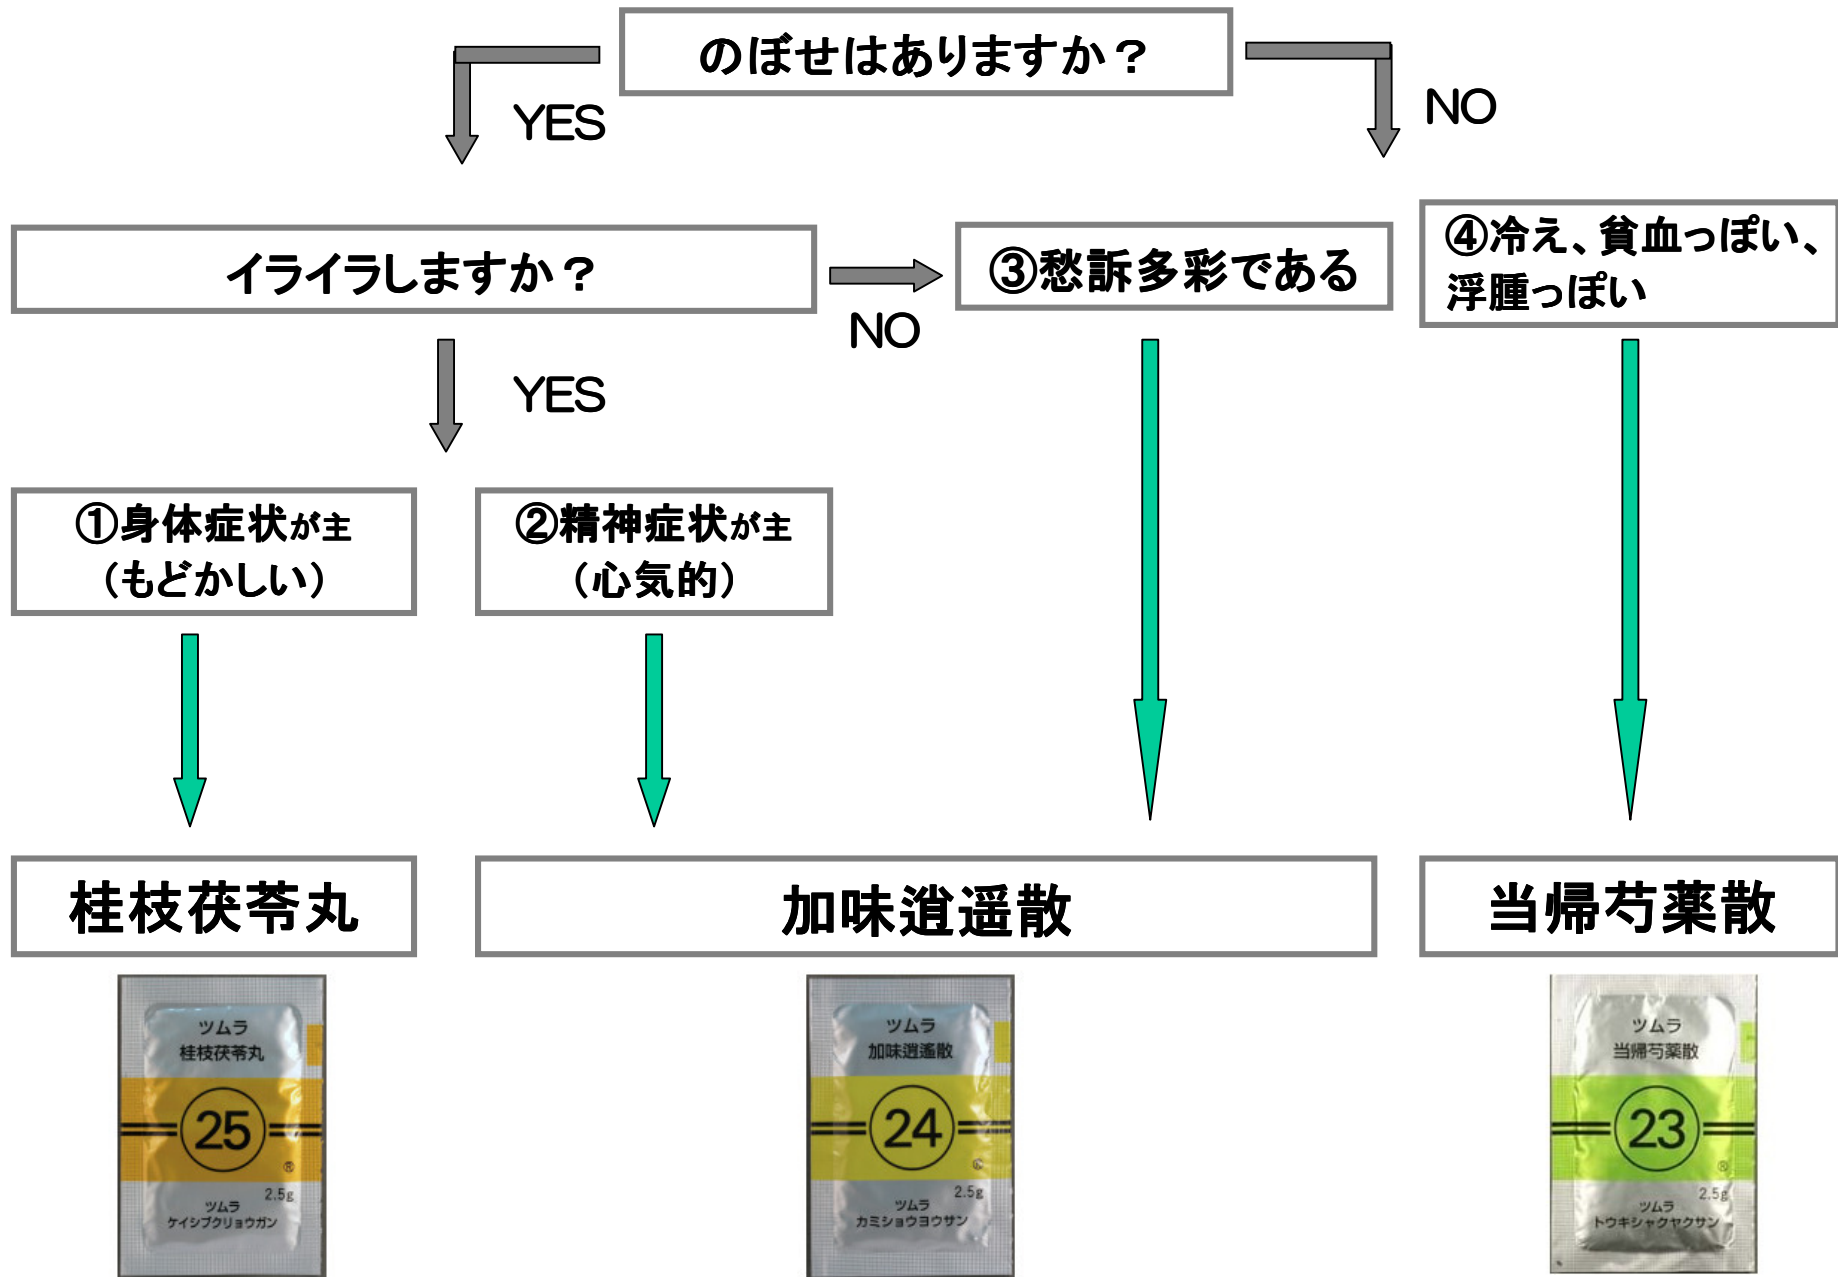 のぼせはありますか？
YES
NO
イライラしますか？
NO
③愁訴多彩である
④冷え、貧血っぽい、
浮腫っぽい
YES
①身体症状が主
（もどかしい）
②精神症状が主
（心気的）
桂枝茯苓丸
加味逍遥散
当帰芍薬散
ツムラ
桂枝茯苓丸
25
®
2.5g
ツムラ
ケイシブクリョウガン
ツムラ
加味逍遙散
24
®
2.5g
ツムラ
カミショウヨウサン
ツムラ
当帰芍薬散
23
®
2.5g
ツムラ
トウキシャクヤクサン